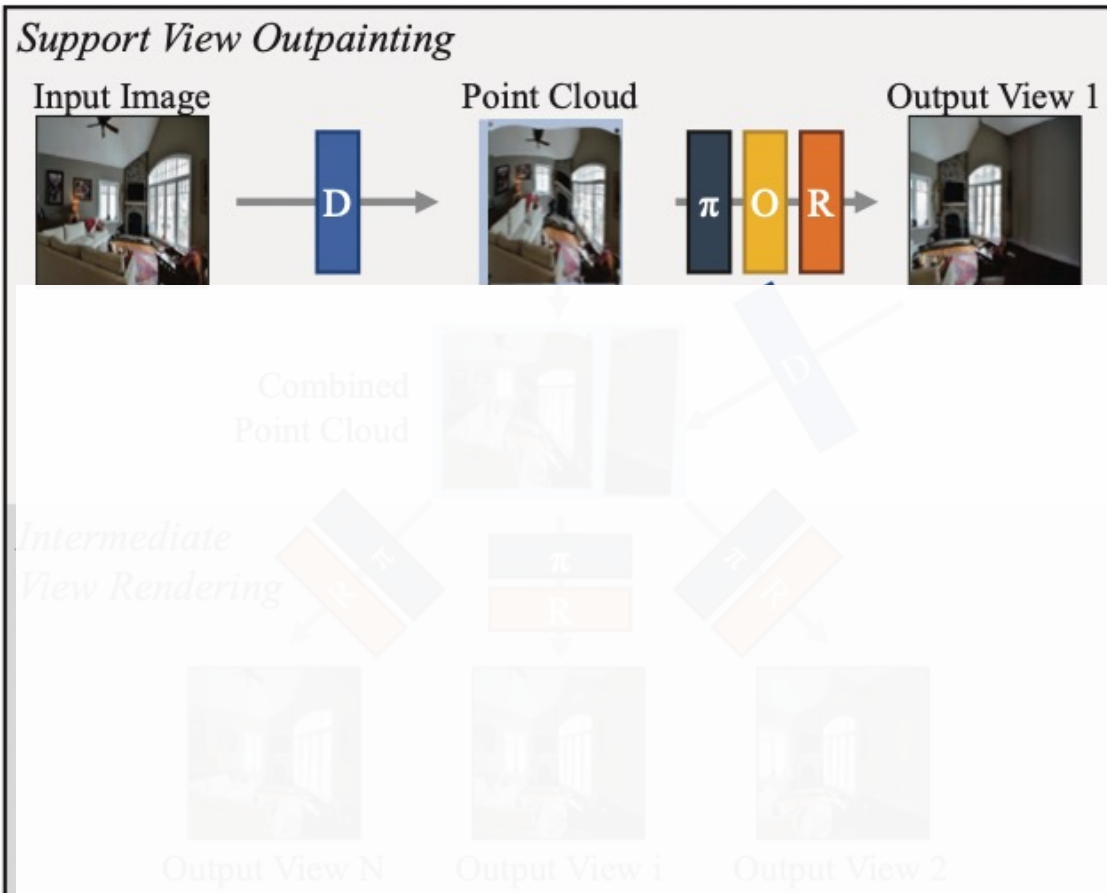 Support View Outpainting
Input Image
Point Cloud
Output View 1
D
π O R
D
Combined
Point Cloud
Intermediate
View Rendering
π
R
π
R
π
R
Output View N
Output View i
Output View 2